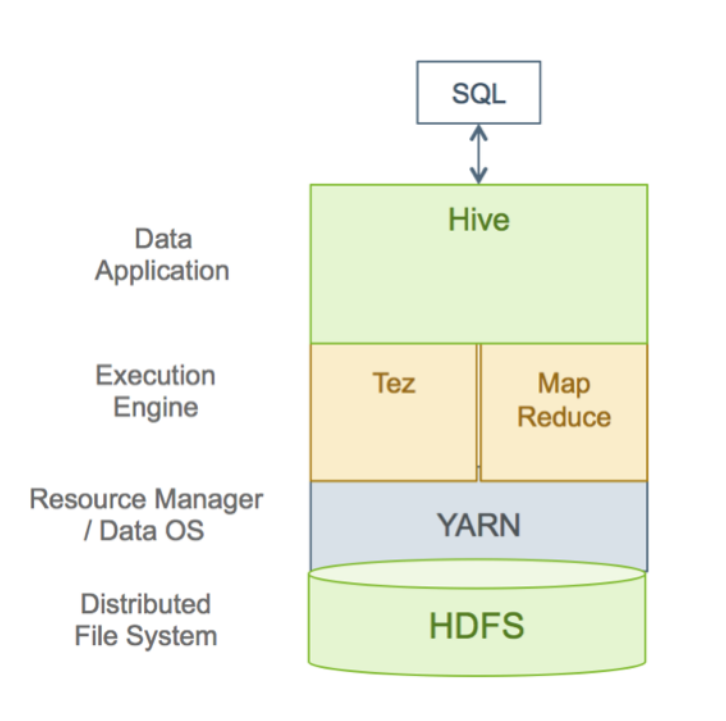 SQL
Hive
Data
Application
Execution
Engine
Tez
Map
Reduce
Resource Manager
/ Data OS
YARN
Distributed
File System
HDFS